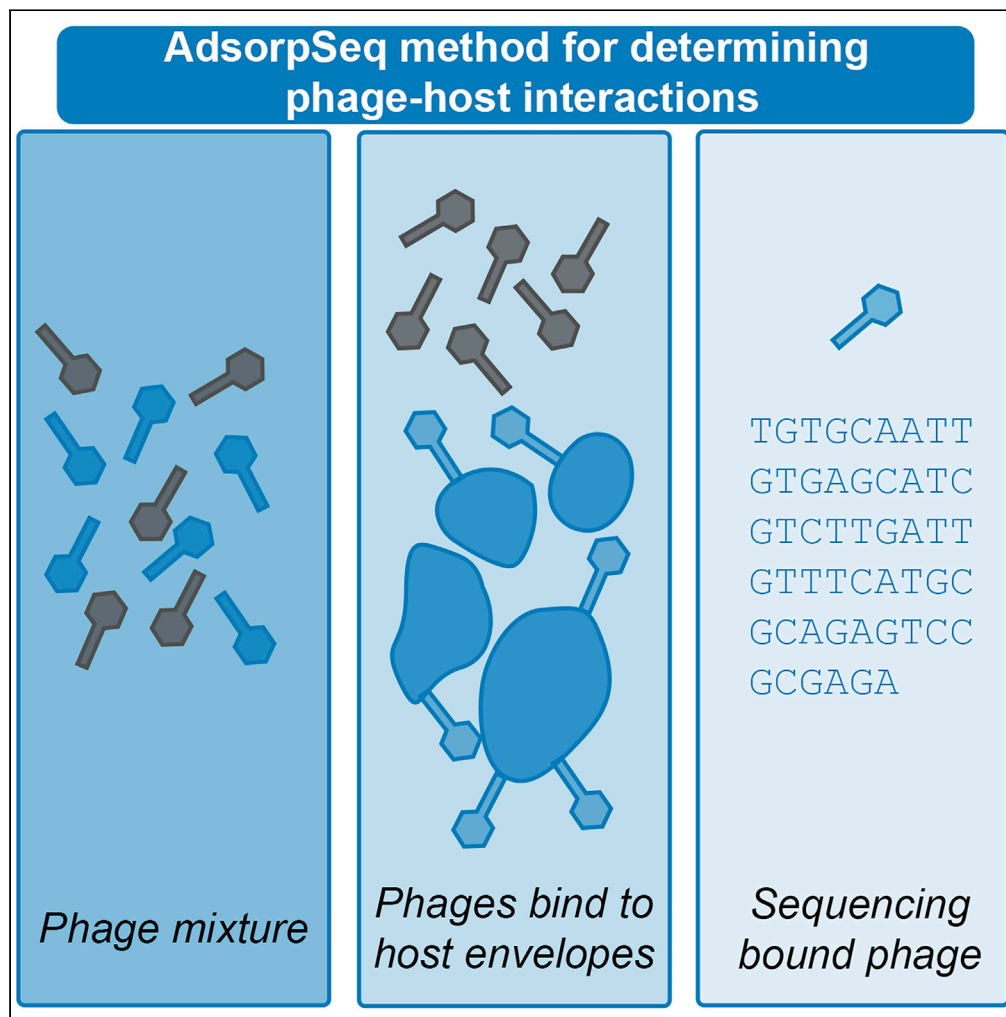 AdsorpSeq method for determining
phage-host interactions
Phage mixture
Phages bind to
host envelopes
TGTGCAATT
GTGAGCATC
GTCTTGATT
GTTTCATGC
GCAGAGTCC
GCGAGA
Sequencing
bound phage